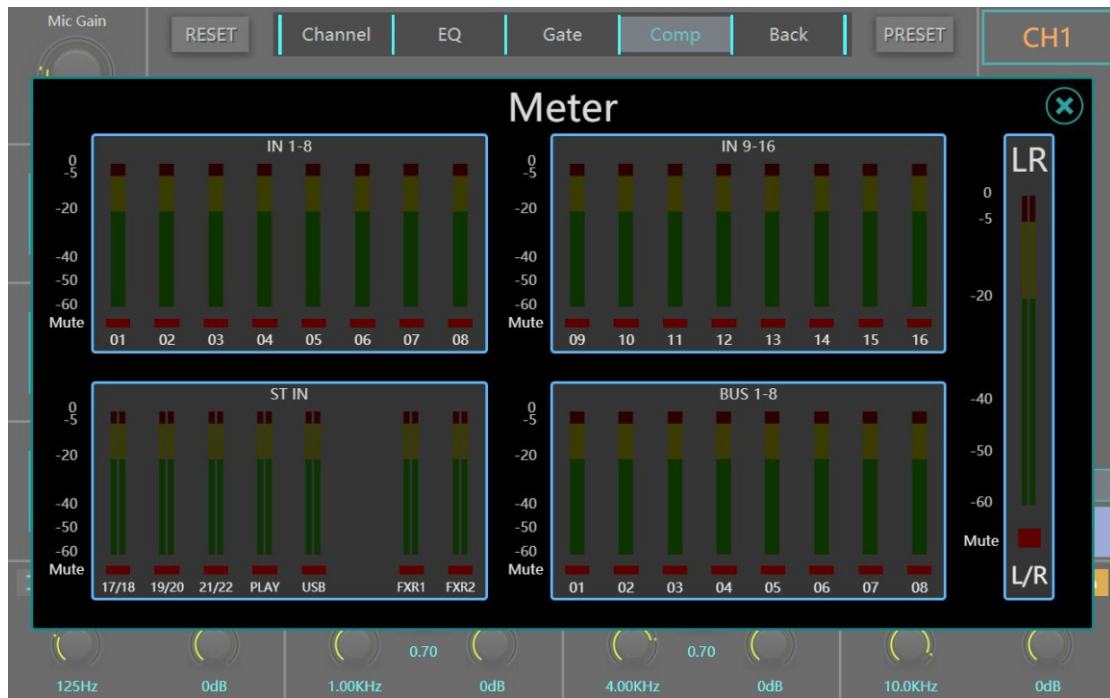 Mic Gain
RESET Channel EQ Gate Comp Back PRESET CH1
Meter
IN 1-8
0
-5
-20
-40
-50
-60
Mute
01 02 03 04 05 06 07 08
IN 9-16
0
-5
-20
-40
-50
-60
Mute
09 10 11 12 13 14 15 16
LR
0
-5
-20
-40
-50
-60
Mute
L/R
ST IN
0
-5
-20
-40
-50
-60
Mute
17/18 19/20 21/22 PLAY USB FXR1 FXR2
BUS 1-8
0
-5
-20
-40
-50
-60
Mute
01 02 03 04 05 06 07 08
0.70 0.70
125Hz 0dB 1.00KHz 0dB 4.00KHz 0dB 10.0KHz 0dB